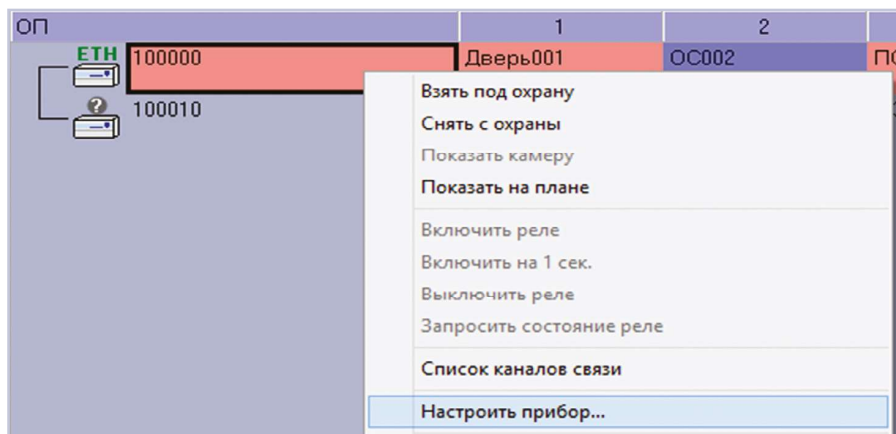 ОП 1 2
ETH 100000 Дверь001 ОС002
? 100010
Взять под охрану
Снять с охраны
Показать камеру
Показать на плане
Включить реле
Включить на 1 сек.
Выключить реле
Запросить состояние реле
Список каналов связи
Настроить прибор...